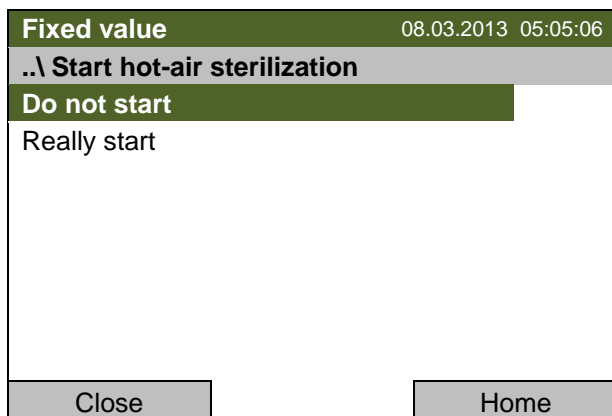 Fixed value 08.03.2013 05:05:06
..\ Start hot-air sterilization
Do not start
Really start
Close Home